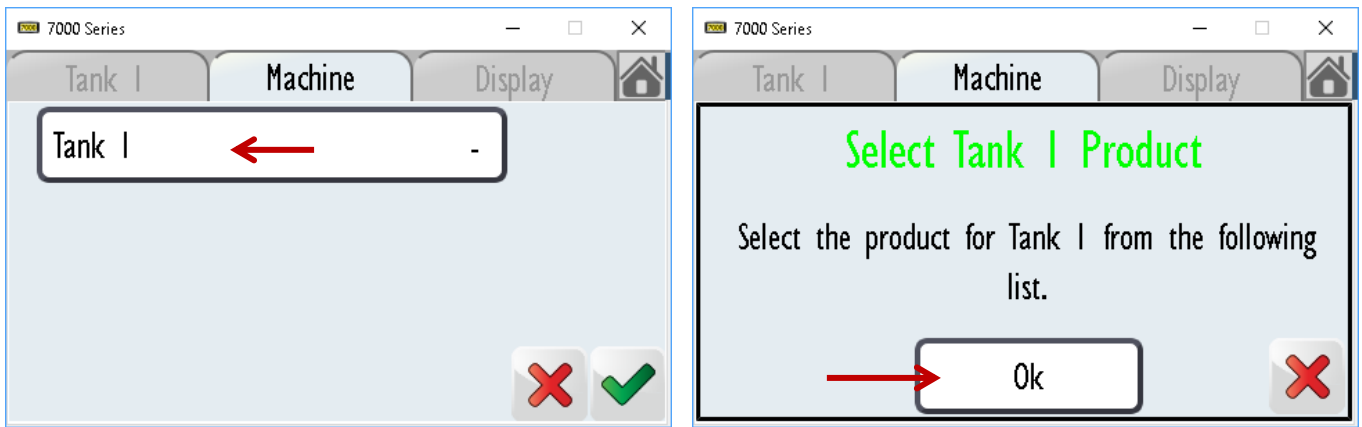 7000 Series
Tank 1
Machine
Display
Tank 1
-
7000 Series
Tank 1
Machine
Display
Select Tank 1 Product
Select the product for Tank 1 from the following
list.
Ok